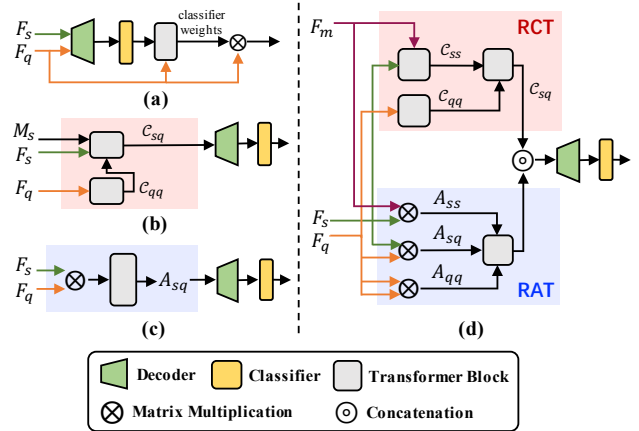 classifier
weights
F_s
F_q
(a)
M_s
F_s
F_q
C_sq
C_qq
(b)
F_s
F_q
A_sq
(c)
F_m
RCT
C_ss
C_qq
C_sq
F_s
F_q
A_ss
A_sq
A_qq
RAT
(d)
Decoder
Classifier
Transformer Block
Matrix Multiplication
Concatenation